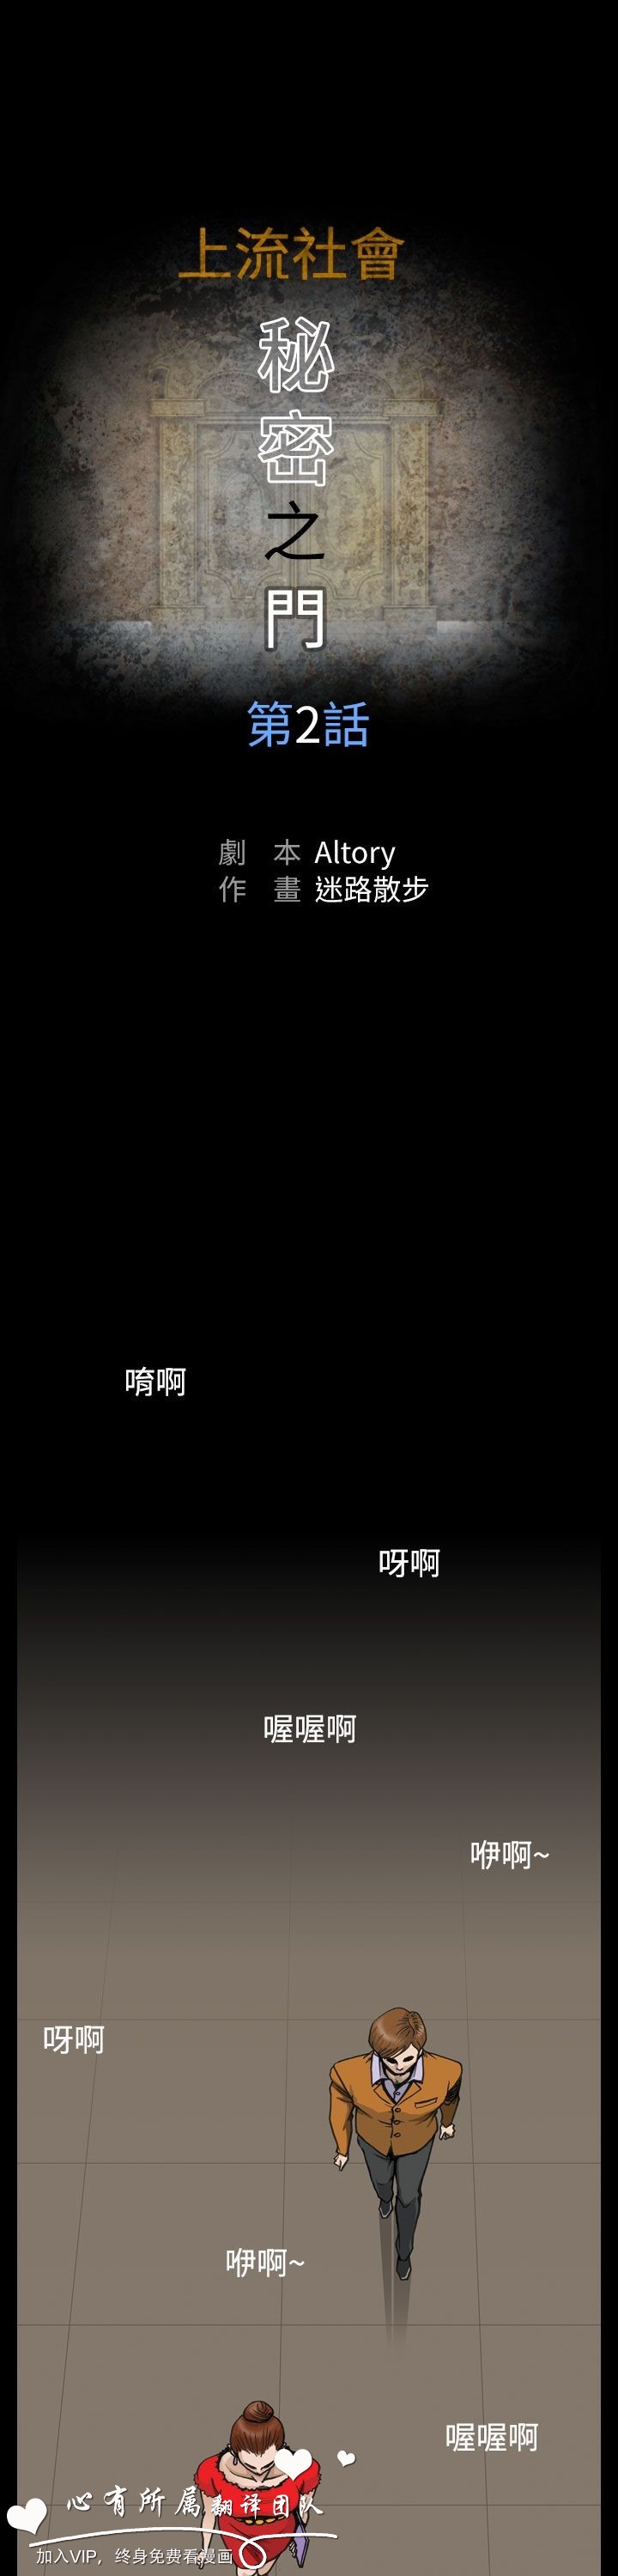 上流社會
秘
密
之
門
第2話
劇 本 Altory
作 畫 迷路散步
唷啊
呀啊
喔喔啊
咿啊~
呀啊
咿啊~
喔喔啊
心有所属翻译团队
加入VIP，终身免费看漫画